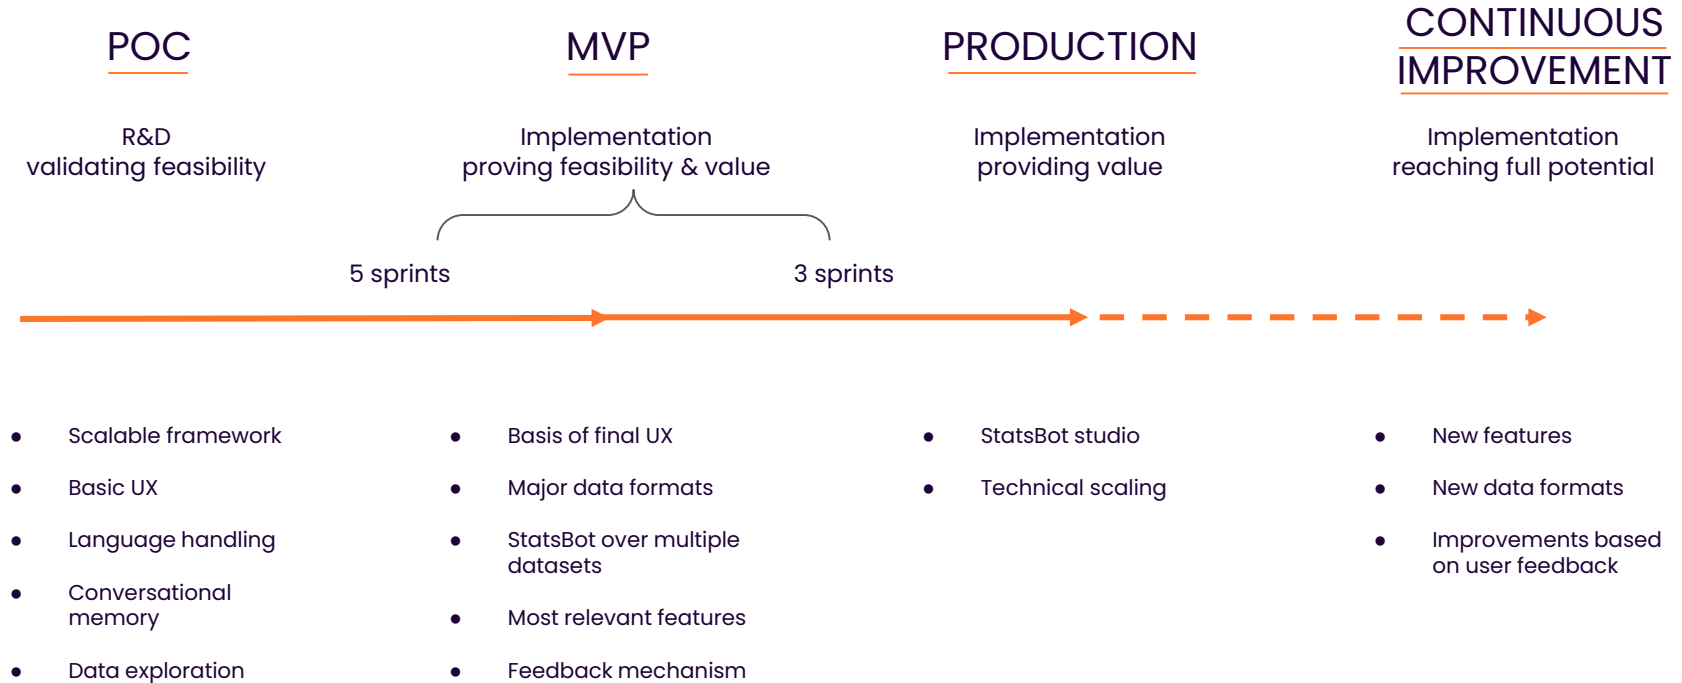 POC
R&D
validating feasibility
MVP
Implementation
proving feasibility & value
PRODUCTION
Implementation
providing value
CONTINUOUS
IMPROVEMENT
Implementation
reaching full potential
5 sprints
3 sprints
● Scalable framework
● Basic UX
● Language handling
● Conversational
memory
● Data exploration
● Basis of final UX
● Major data formats
● StatsBot over multiple
datasets
● Most relevant features
● Feedback mechanism
● StatsBot studio
● Technical scaling
● New features
● New data formats
● Improvements based
on user feedback